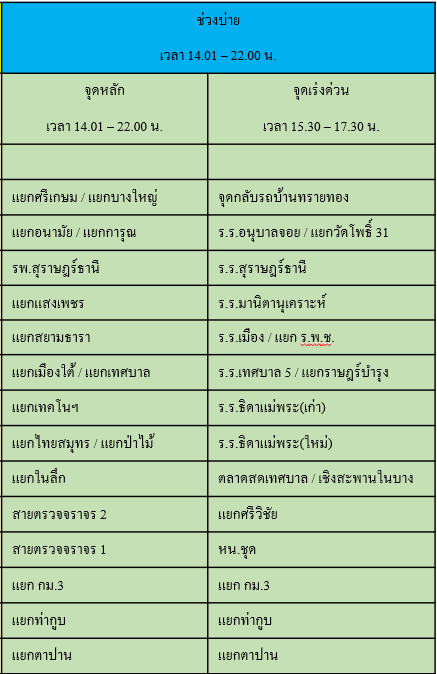 ช่วงบ่าย
เวลา 14.01 – 22.00 น.
จุดหลัก
เวลา 14.01 – 22.00 น.
จุดเร่งด่วน
เวลา 15.30 – 17.30 น.
แยกศรีเกษม / แยกบางใหญ่
จุดกลับรถบ้านทรายทอง
แยกอนามัย / แยกการุณ
ร.ร.อนุบาลจอย / แยกวัดโพธิ์ 31
รพ.สุราษฎร์ธานี
ร.ร.สุราษฎร์ธานี
แยกแสงเพชร
ร.ร.มานิตานุเคราะห์
แยกสยามธารา
ร.ร.เมือง / แยก ร.พ.ช.
แยกเมืองใต้ / แยกเทศบาล
ร.ร.เทศบาล 5 / แยกราษฎร์บำรุง
แยกเทคโนฯ
ร.ร.ธิดาแม่พระ(เก่า)
แยกไทยสมุทร / แยกป่าไม้
ร.ร.ธิดาแม่พระ(ใหม่)
แยกในลึก
ตลาดสดเทศบาล / เชิงสะพานในบาง
สายตรวจจราจร 2
แยกศรีวิชัย
สายตรวจจราจร 1
หน.ชุด
แยก กม.3
แยก กม.3
แยกท่ากูบ
แยกท่ากูบ
แยกตาปาน
แยกตาปาน